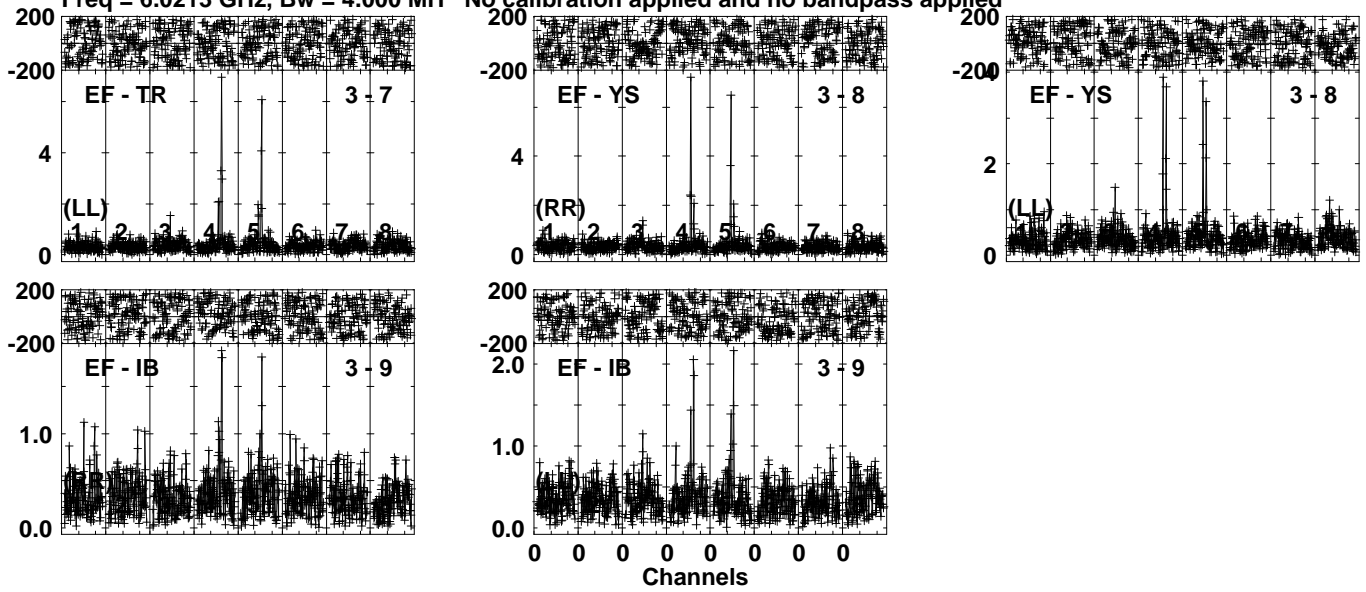 Freq = 6.0213 GHz, Bw = 4.000 MH No calibration applied and no bandpass applied
200 200 200
-200 -200 -200
4
EF - TR 3 - 7 EF - YS 3 - 8 EF - YS 3 - 8
4 4 2
(LL) (RR) (LL)
1 2 3 4 5 6 7 8 1 2 3 4 5 6 7 8
0 0 0
200 200
-200 -200
EF - IB 3 - 9 2.0 EF - IB 3 - 9
1.0 1.0
(RR) (LL)
0.0 0.0
0 0 0 0 0 0 0 0
Channels